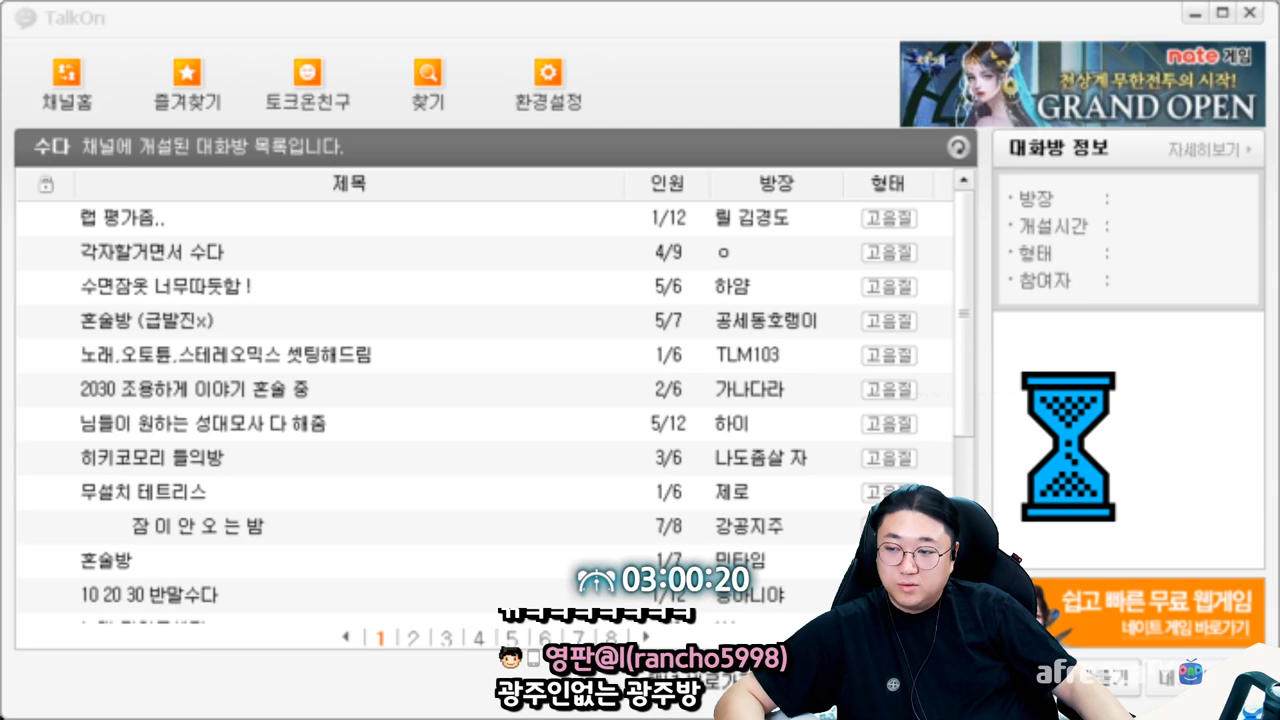 TalkOn
채널홈 즐겨찾기 토크온친구 찾기 환경설정
nate 게임
천상계 무한전투의 시작!
GRAND OPEN
수다 채널에 개설된 대화방 목록입니다.
제목 인원 방장 형태
랩 평가좀,, 1/12 릴 김경도 고음질
각자할거면서 수다 4/9 ㅇ 고음질
수면잠옷 너무따듯함 ! 5/6 하얌 고음질
혼술방 (급발진x) 5/7 공세동호랭이 고음질
노래,오토튠,스테레오믹스 셋팅해드림 1/6 TLM103 고음질
2030 조용하게 이야기 혼술 중 2/6 가나다라 고음질
님들이 원하는 성대모사 다 해줌 5/12 하이 고음질
히키코모리 들의방 3/6 나도좀살 자 고음질
무설치 테트리스 1/6 제로
잠 이 안 오 는 밤 7/8 강공지주
혼술방 1/7
10 20 30 반말수다 1/12
1 2 3 4 5 6 7 8
대화방 정보 자세히보기
· 방장 :
· 개설시간 :
· 형태 :
· 참여자 :
쉽고 빠른 무료 웹게임
네이트 게임 바로가기
03:00:20
ㅋㅋㅋㅋㅋㅋㅋ
영판@l(rancho5998)
광주인없는 광주방